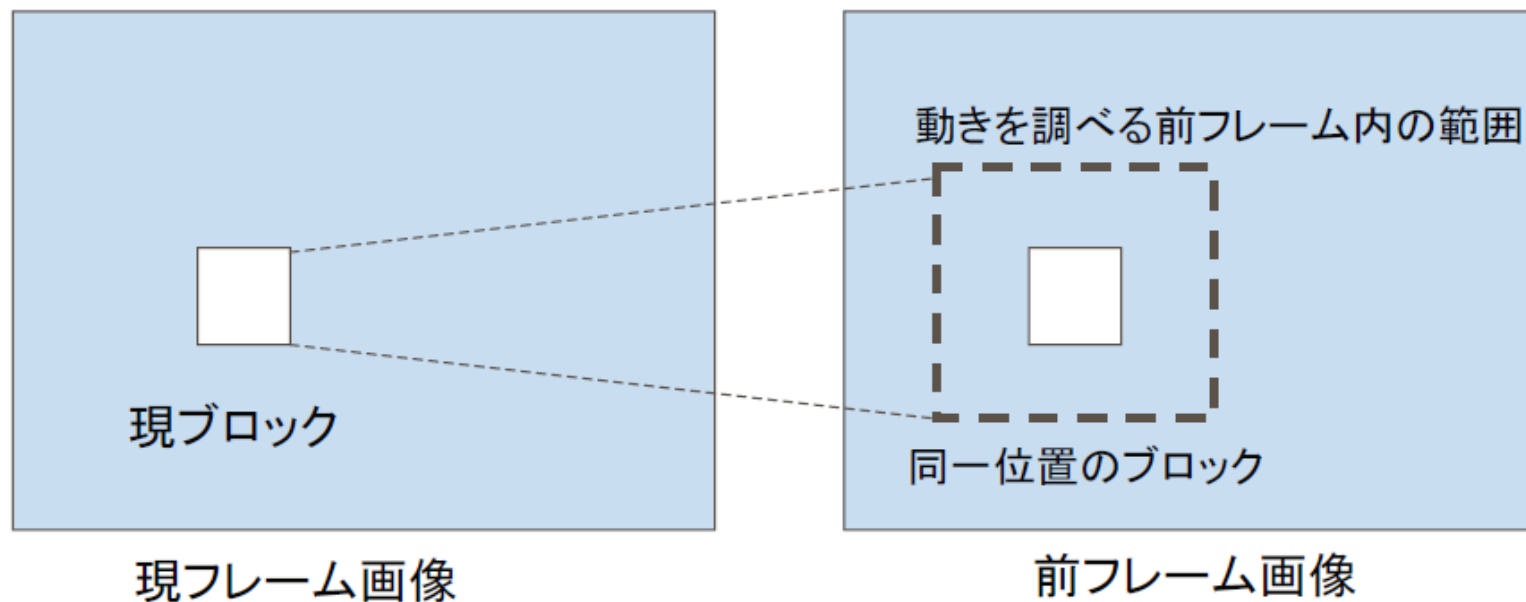 動きを調べる前フレーム内の範囲
現ブロック
同一位置のブロック
現フレーム画像
前フレーム画像